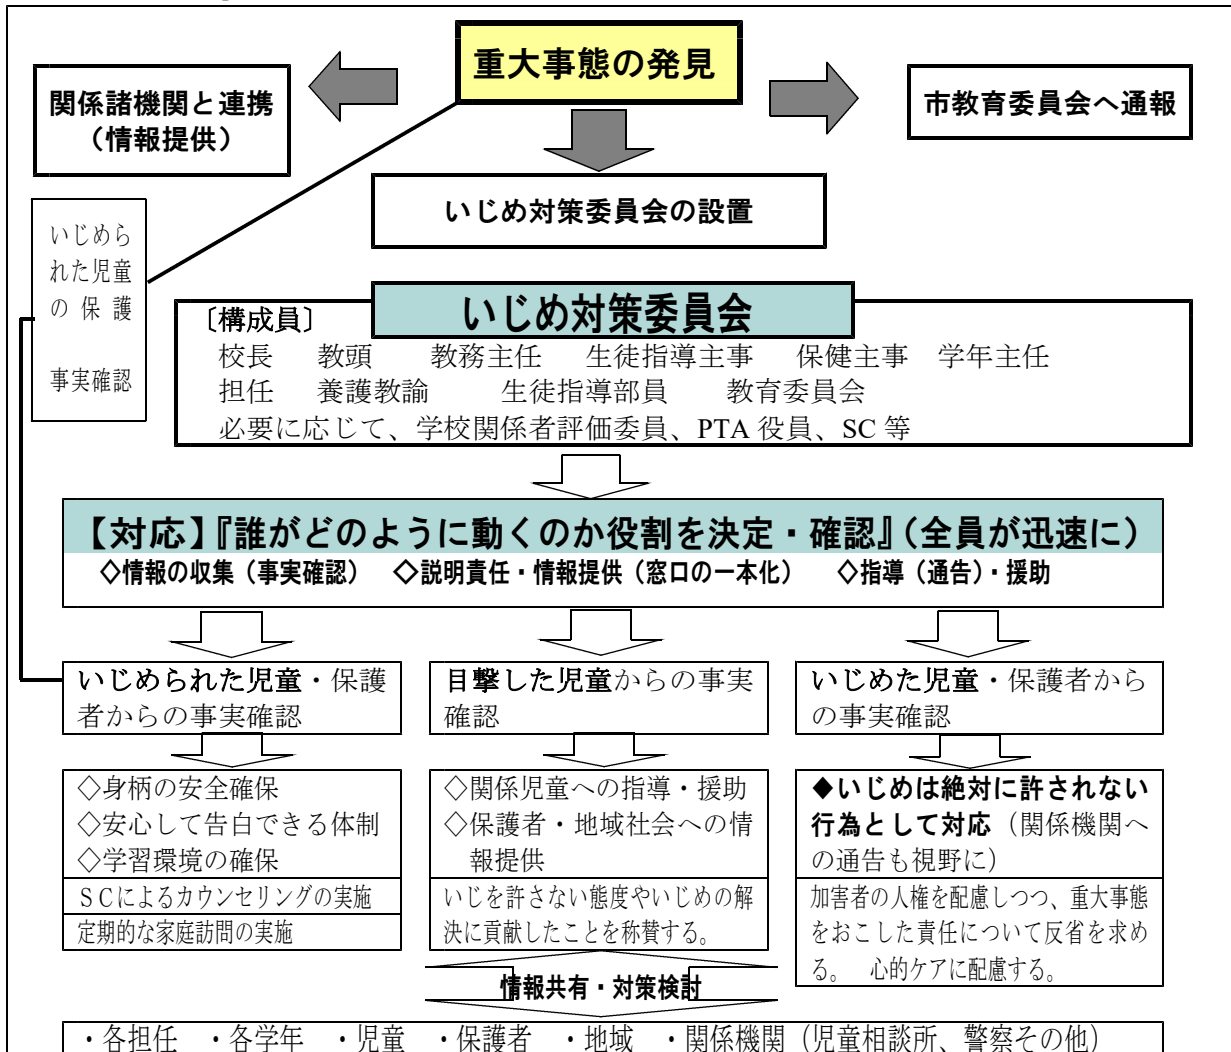 重大事態の発見
関係諸機関と連携
（情報提供）
市教育委員会へ通報
いじめ対策委員会の設置
いじめら
れた児童
の保護
事実確認
いじめ対策委員会
〔構成員〕
校長 教頭 教務主任 生徒指導主事 保健主事 学年主任
担任 養護教諭 生徒指導部員 教育委員会
必要に応じて、学校関係者評価委員、PTA 役員、SC 等
【対応】『誰がどのように動くのか役割を決定・確認』（全員が迅速に）
◇情報の収集（事実確認） ◇説明責任・情報提供（窓口の一本化） ◇指導（通告）・援助
いじめられた児童・保護
者からの事実確認
目撃した児童からの事実
確認
いじめた児童・保護者から
の事実確認
◇身柄の安全確保
◇安心して告白できる体制
◇学習環境の確保
ＳＣによるカウンセリングの実施
定期的な家庭訪問の実施
◇関係児童への指導・援助
◇保護者・地域社会への情
報提供
いじを許さない態度やいじめの解
決に貢献したことを称賛する。
◆いじめは絶対に許されない
行為として対応（関係機関へ
の通告も視野に）
加害者の人権を配慮しつつ、重大事態
をおこした責任について反省を求め
る。 心的ケアに配慮する。
情報共有・対策検討
・各担任 ・各学年 ・児童 ・保護者 ・地域 ・関係機関（児童相談所、警察その他）